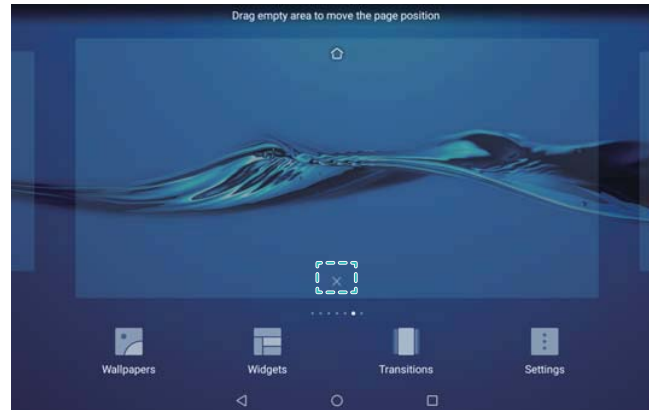 Drag empty area to move the page position
Wallpapers
Widgets
Transitions
Settings